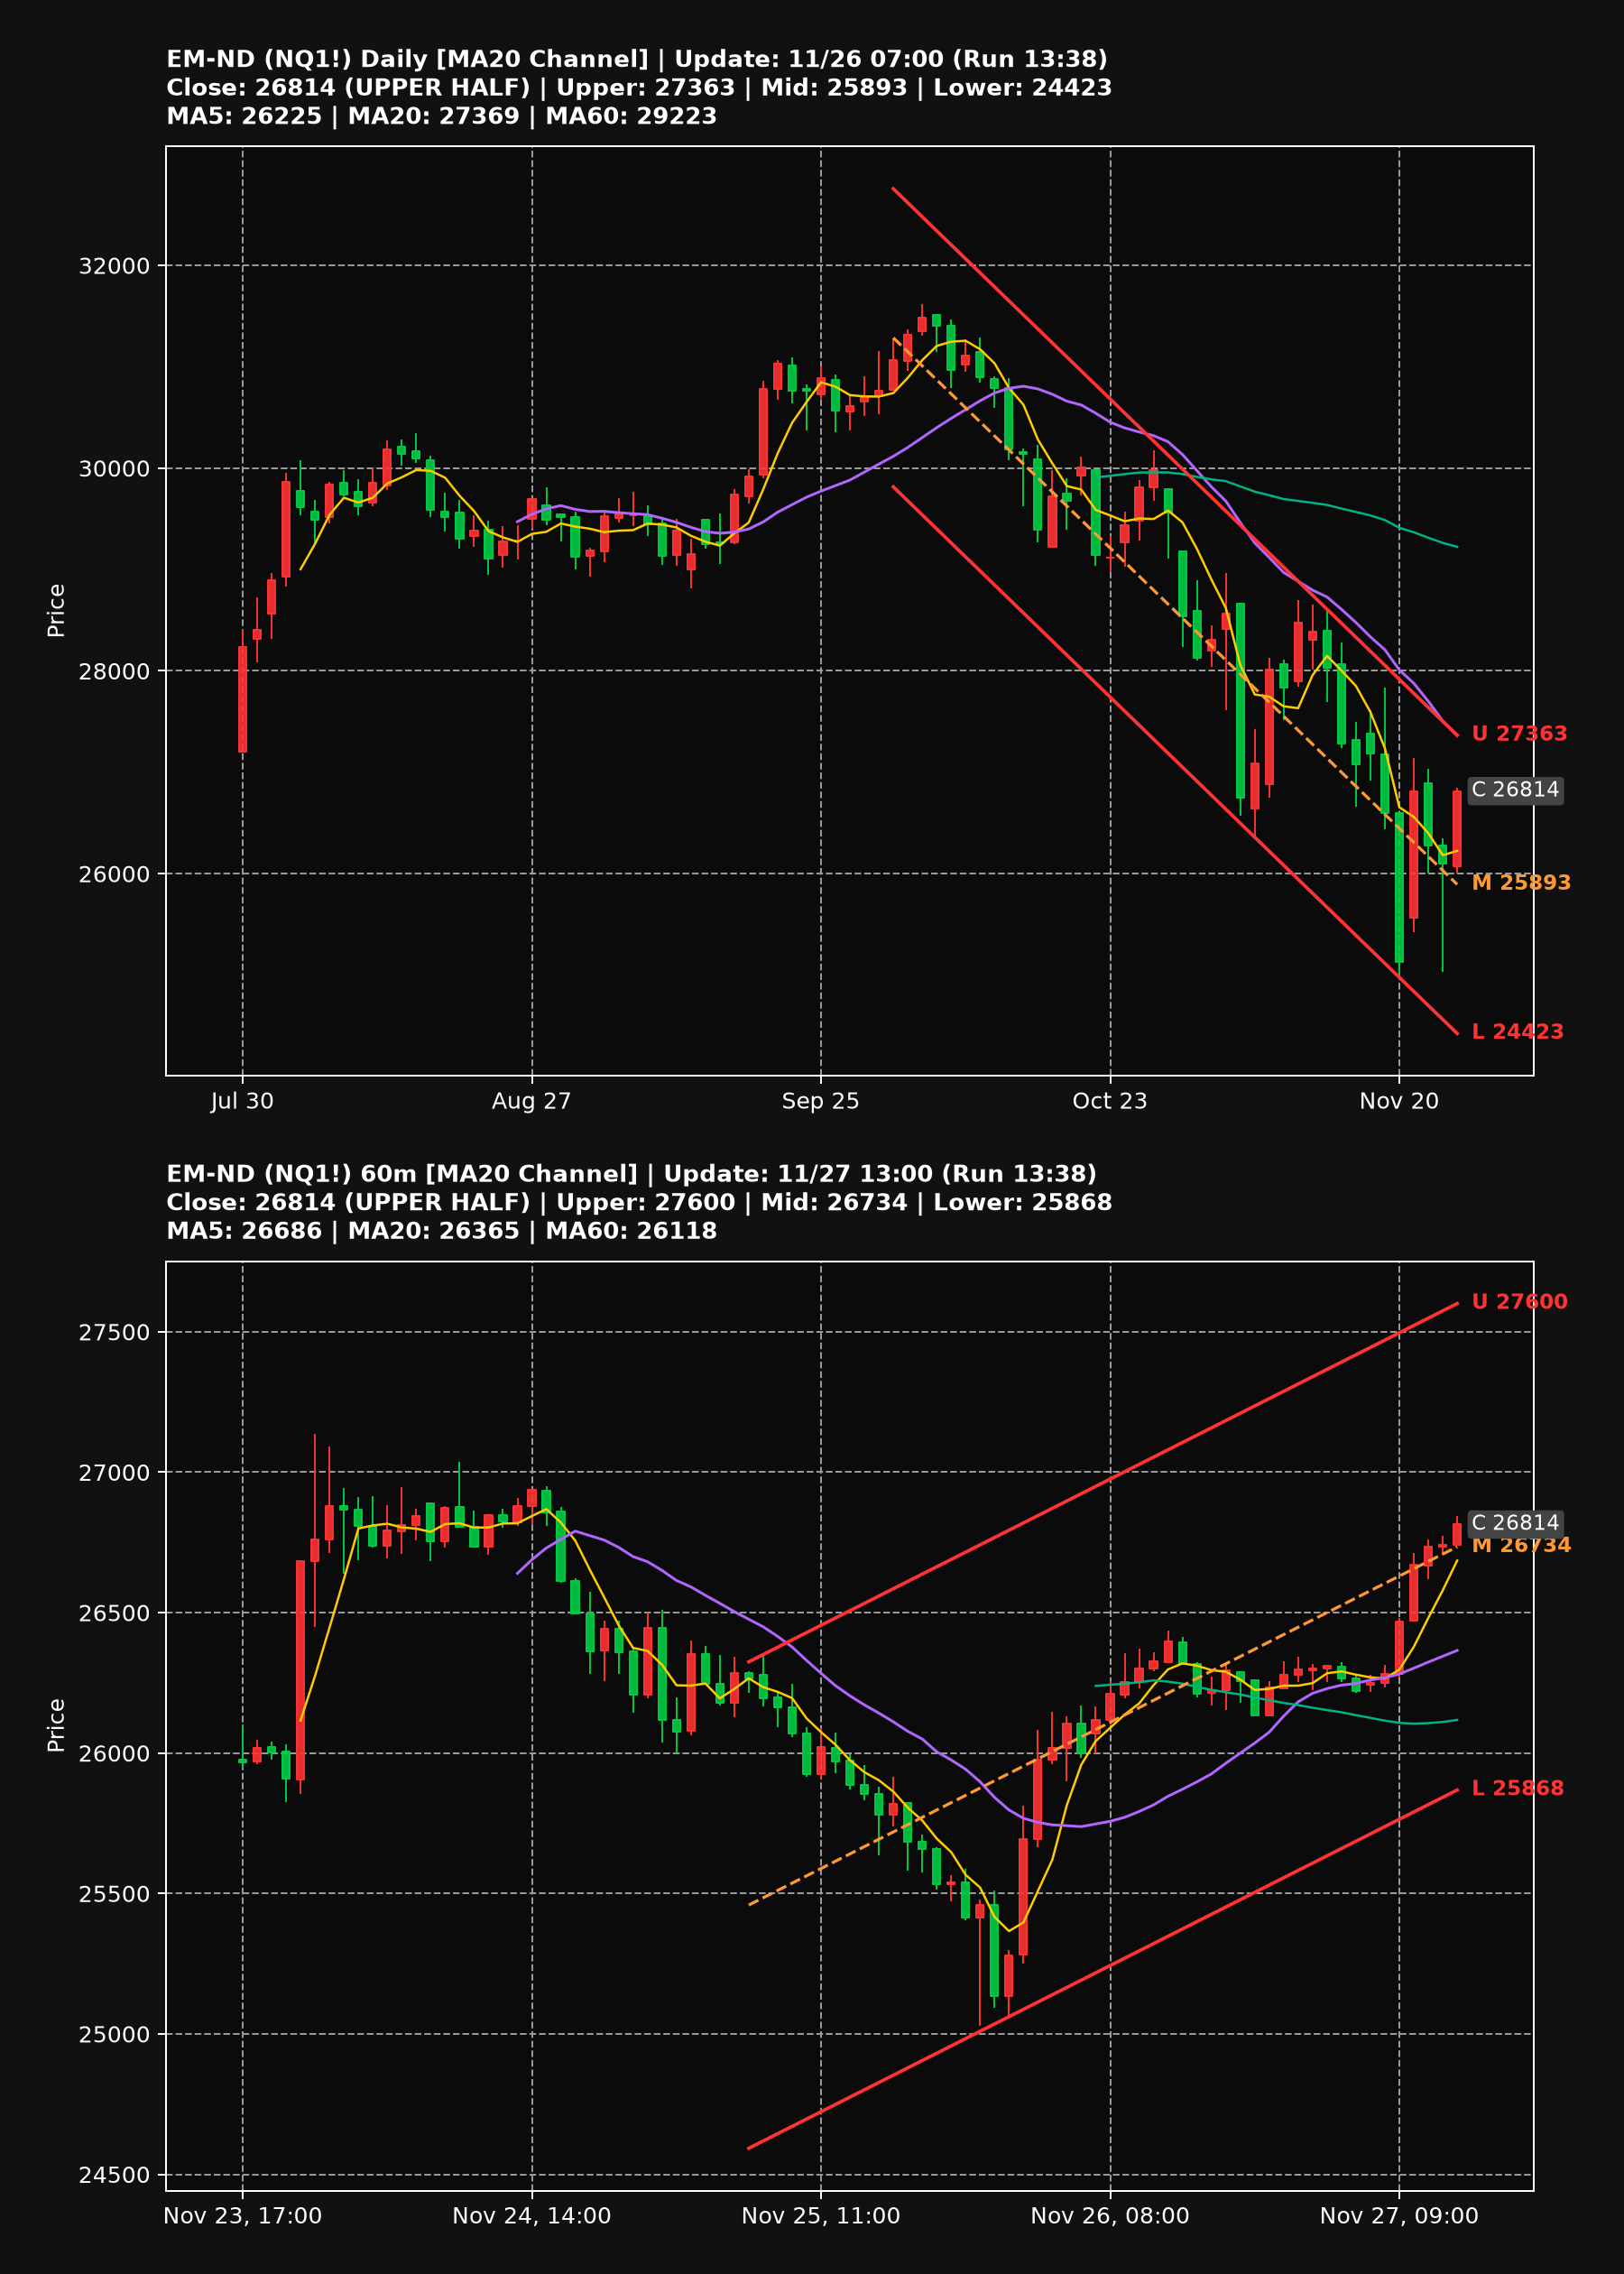 EM-ND (NQ1!) Daily [MA20 Channel] | Update: 11/26 07:00 (Run 13:38)
Close: 26814 (UPPER HALF) | Upper: 27363 | Mid: 25893 | Lower: 24423
MA5: 26225 | MA20: 27369 | MA60: 29223
32000
30000
28000
26000
Price
U 27363
C 26814
M 25893
L 24423
Jul 30
Aug 27
Sep 25
Oct 23
Nov 20
EM-ND (NQ1!) 60m [MA20 Channel] | Update: 11/27 13:00 (Run 13:38)
Close: 26814 (UPPER HALF) | Upper: 27600 | Mid: 26734 | Lower: 25868
MA5: 26686 | MA20: 26365 | MA60: 26118
27500
27000
26500
26000
25500
25000
24500
Price
U 27600
C 26814
M 26734
L 25868
Nov 23, 17:00
Nov 24, 14:00
Nov 25, 11:00
Nov 26, 08:00
Nov 27, 09:00